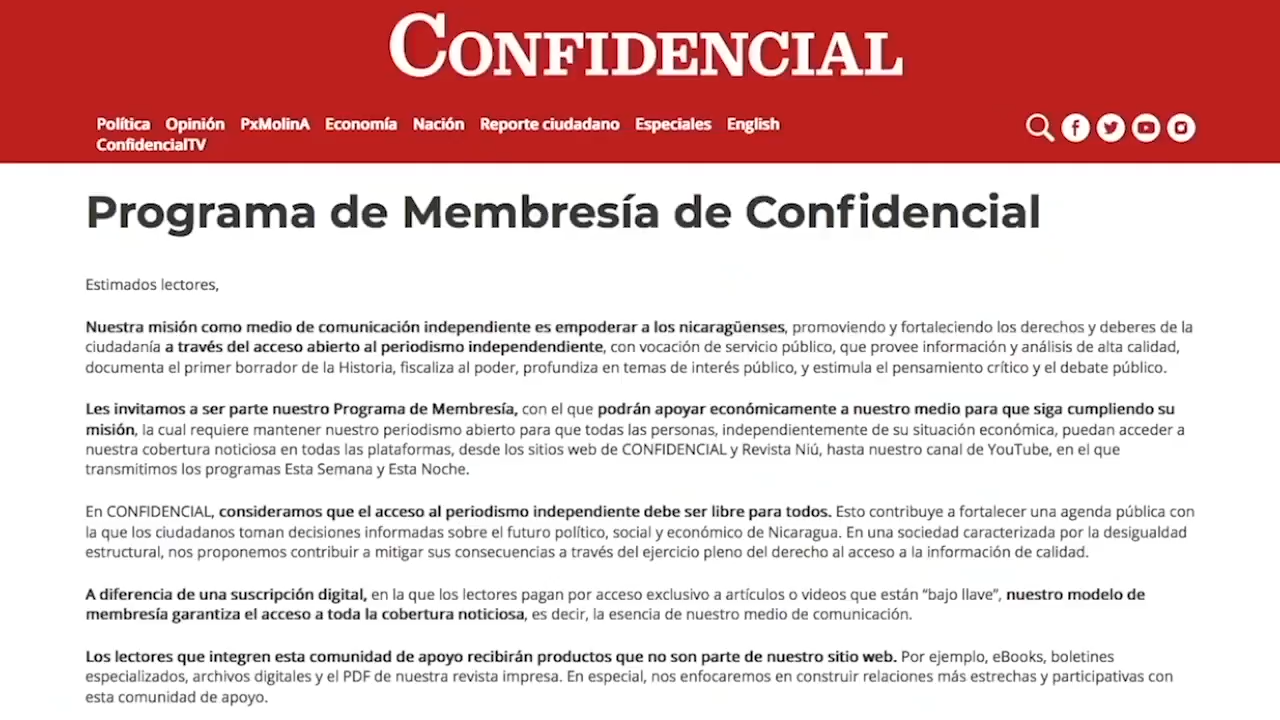 CONFIDENCIAL
Política Opinión PxMolinA Economía Nación Reporte ciudadano Especiales English
ConfidencialTV
Programa de Membresía de Confidencial
Estimados lectores,
Nuestra misión como medio de comunicación independiente es empoderar a los nicaragüenses, promoviendo y fortaleciendo los derechos y deberes de la
ciudadanía a través del acceso abierto al periodismo independendiente, con vocación de servicio público, que provee información y análisis de alta calidad,
documenta el primer borrador de la Historia, fiscaliza al poder, profundiza en temas de interés público, y estimula el pensamiento crítico y el debate público.
Les invitamos a ser parte nuestro Programa de Membresía, con el que podrán apoyar económicamente a nuestro medio para que siga cumpliendo su
misión, la cual requiere mantener nuestro periodismo abierto para que todas las personas, independientemente de su situación económica, puedan acceder a
nuestra cobertura noticiosa en todas las plataformas, desde los sitios web de CONFIDENCIAL y Revista Niú, hasta nuestro canal de YouTube, en el que
transmitimos los programas Esta Semana y Esta Noche.
En CONFIDENCIAL, consideramos que el acceso al periodismo independiente debe ser libre para todos. Esto contribuye a fortalecer una agenda pública con
la que los ciudadanos toman decisiones informadas sobre el futuro político, social y económico de Nicaragua. En una sociedad caracterizada por la desigualdad
estructural, nos proponemos contribuir a mitigar sus consecuencias a través del ejercicio pleno del derecho al acceso a la información de calidad.
A diferencia de una suscripción digital, en la que los lectores pagan por acceso exclusivo a artículos o videos que están “bajo llave”, nuestro modelo de
membresía garantiza el acceso a toda la cobertura noticiosa, es decir, la esencia de nuestro medio de comunicación.
Los lectores que integren esta comunidad de apoyo recibirán productos que no son parte de nuestro sitio web. Por ejemplo, eBooks, boletines
especializados, archivos digitales y el PDF de nuestra revista impresa. En especial, nos enfocaremos en construir relaciones más estrechas y participativas con
esta comunidad de apoyo.